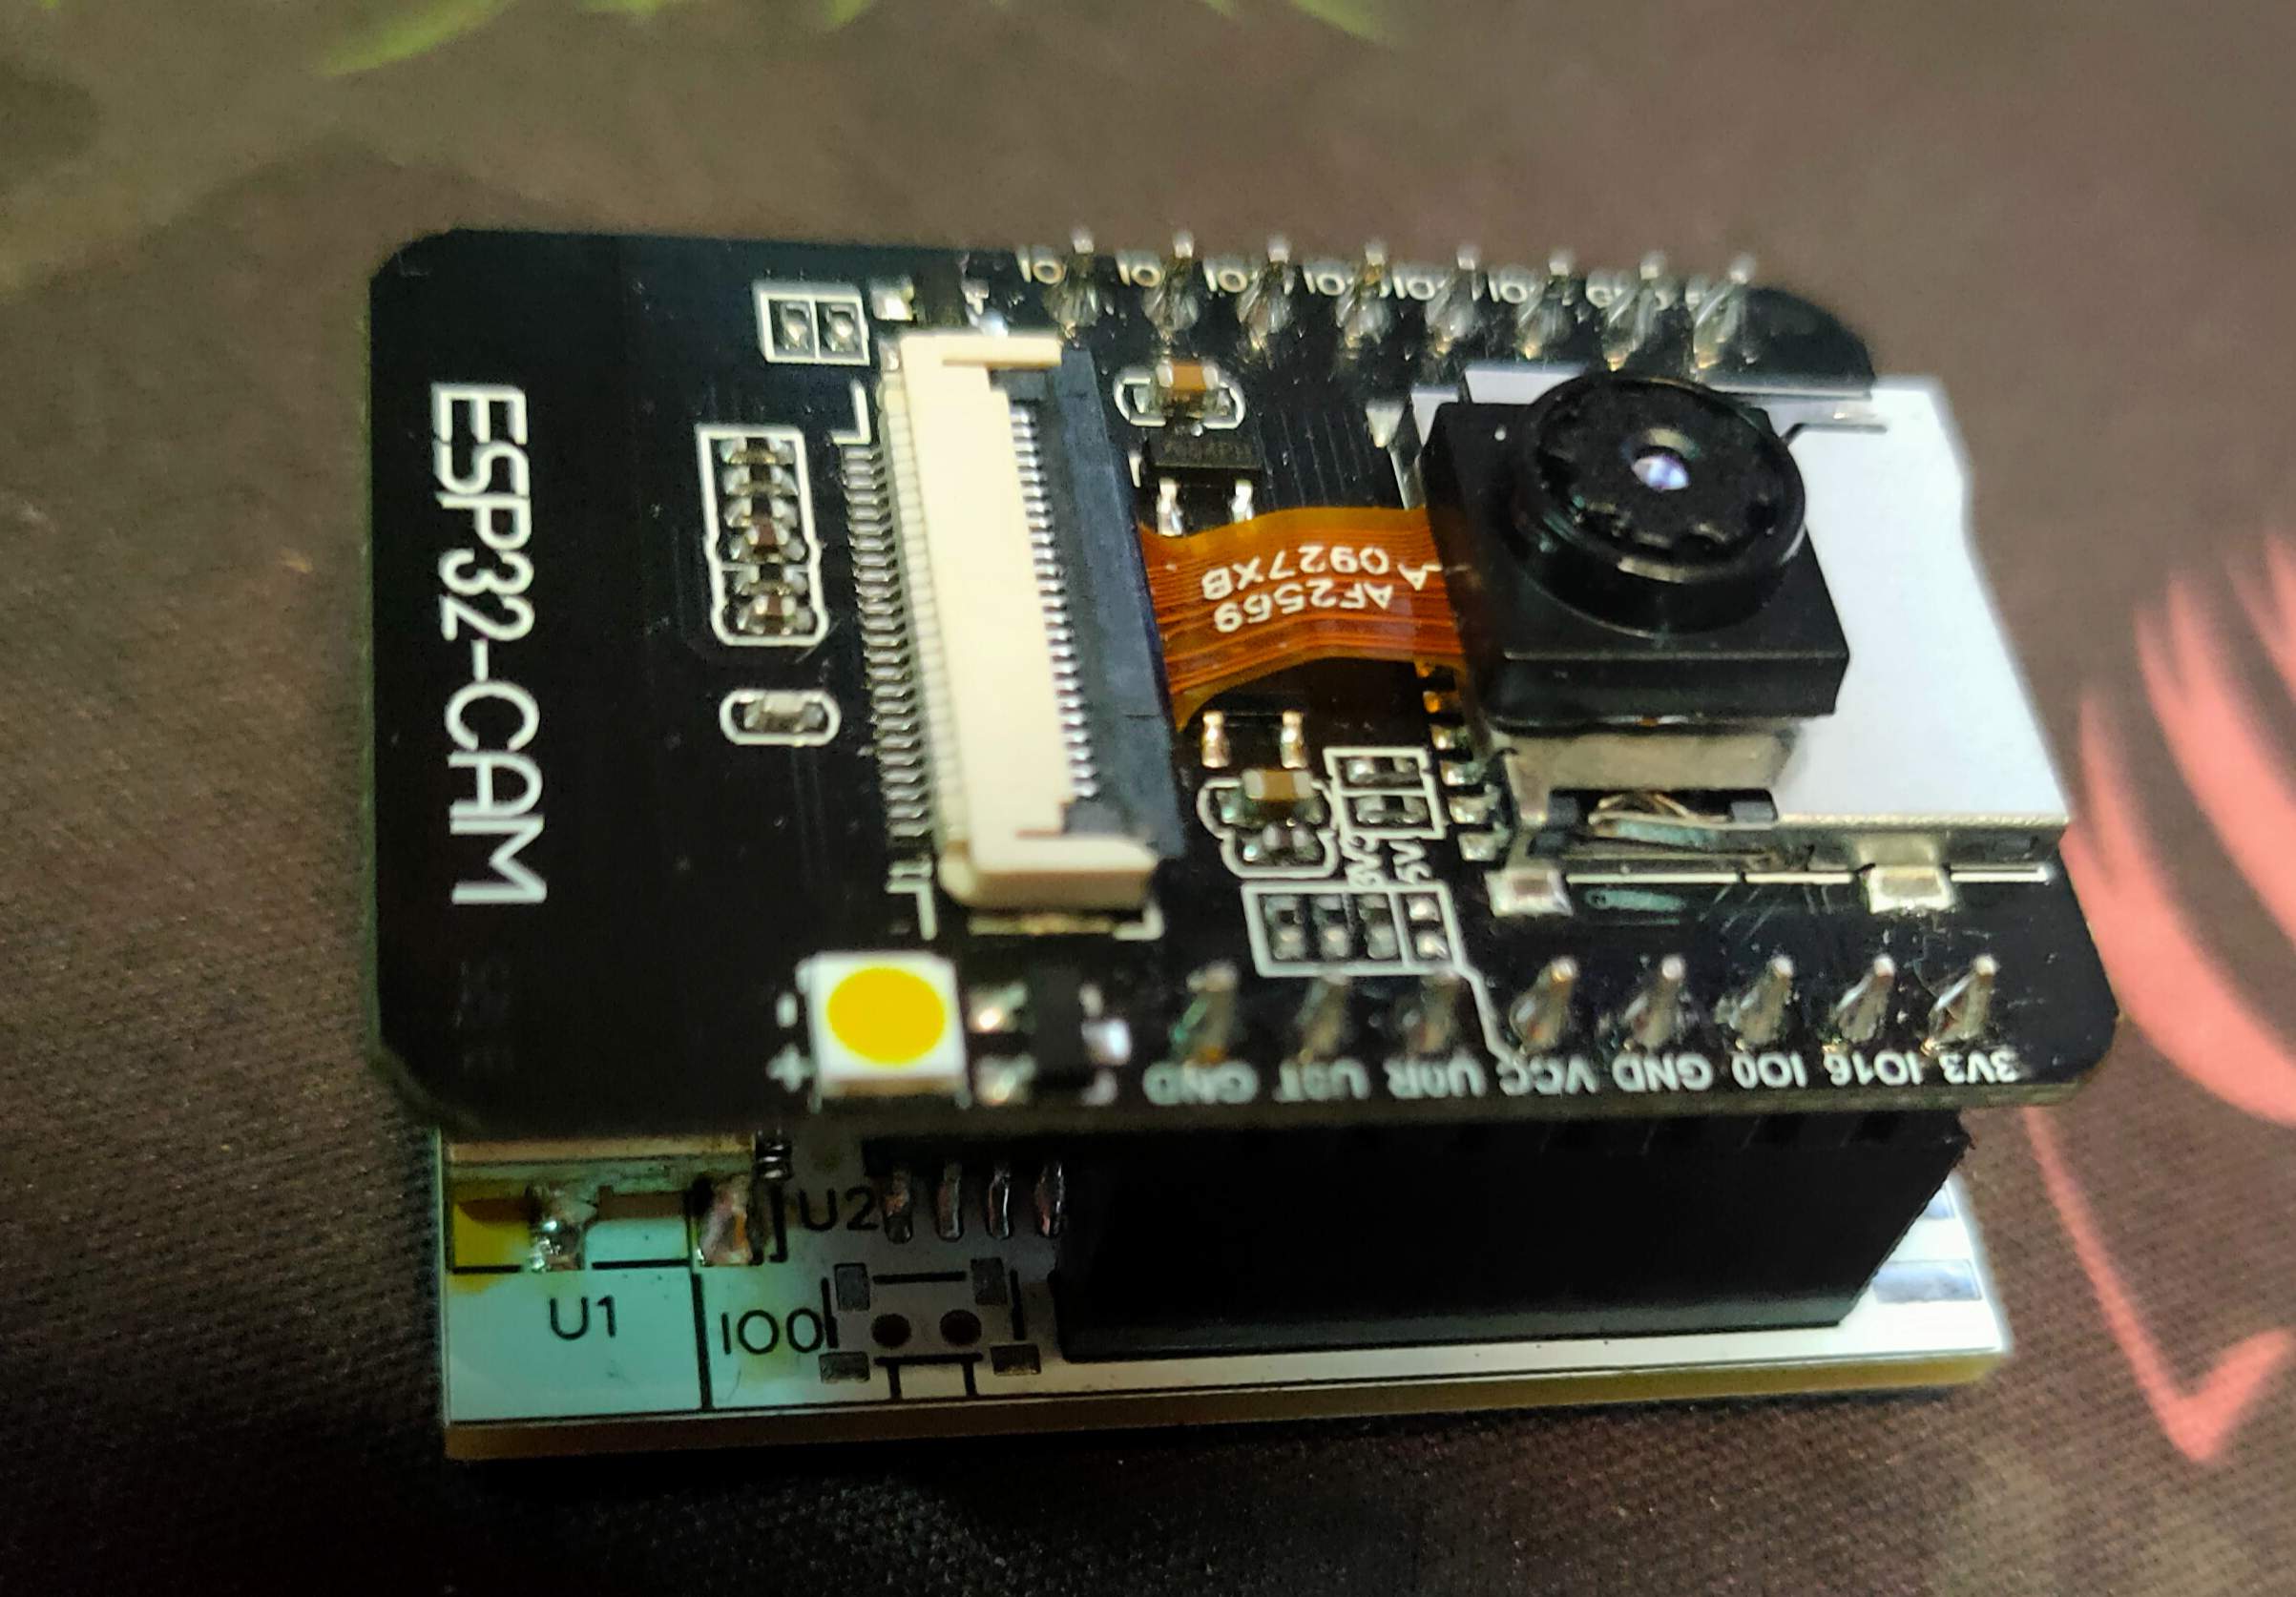 ESP32-CAM
A
0927XB
AF2569
3V3 IO16 IO0 GND VCC U0R U0T GND
U2
U1
IO0